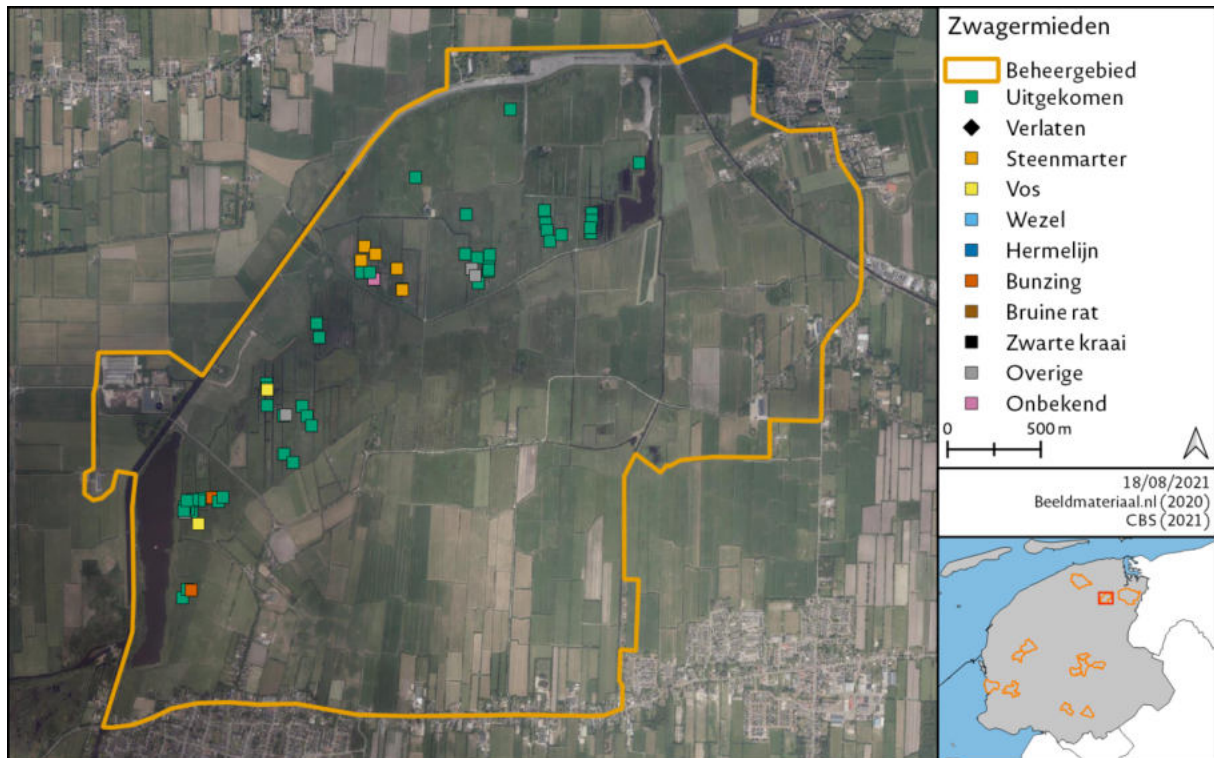 Zwagermieden
Beheergebied
Uitgekomen
Verlaten
Steenmarter
Vos
Wezel
Hermelijn
Bunzing
Bruine rat
Zwarte kraai
Overige
Onbekend
0 500 m
18/08/2021
Beeldmateriaal.nl (2020)
CBS (2021)